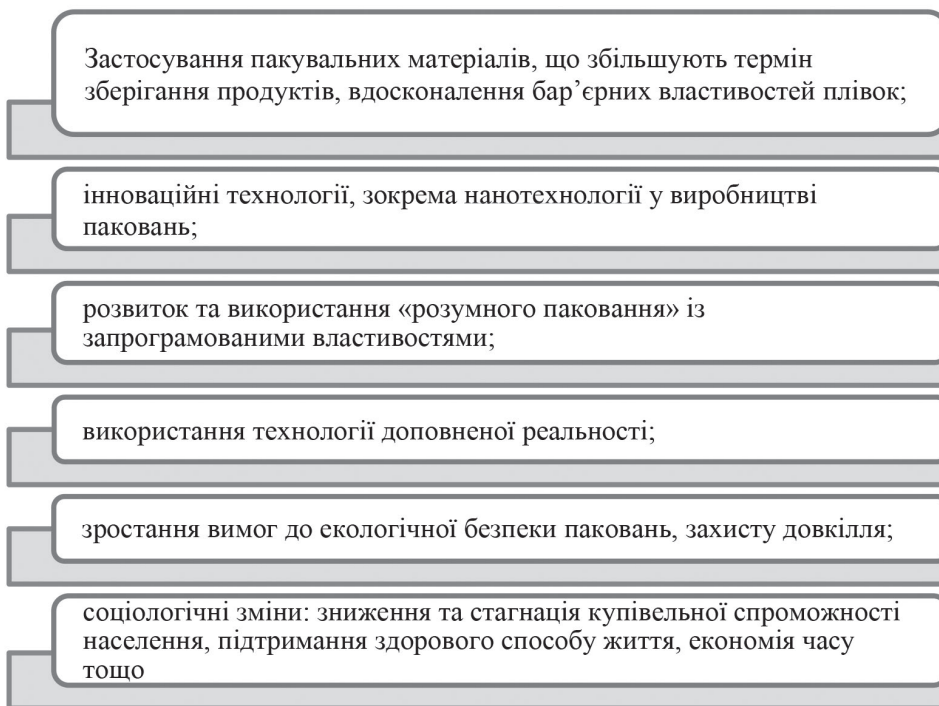 Застосування пакувальних матеріалів, що збільшують термін
зберігання продуктів, вдосконалення бар’єрних властивостей плівок;
інноваційні технології, зокрема нанотехнології у виробництві
паковань;
розвиток та використання «розумного паковання» із
запрограмованими властивостями;
використання технології доповненої реальності;
зростання вимог до екологічної безпеки паковань, захисту довкілля;
соціологічні зміни: зниження та стагнація купівельної спроможності
населення, підтримання здорового способу життя, економія часу
тощо